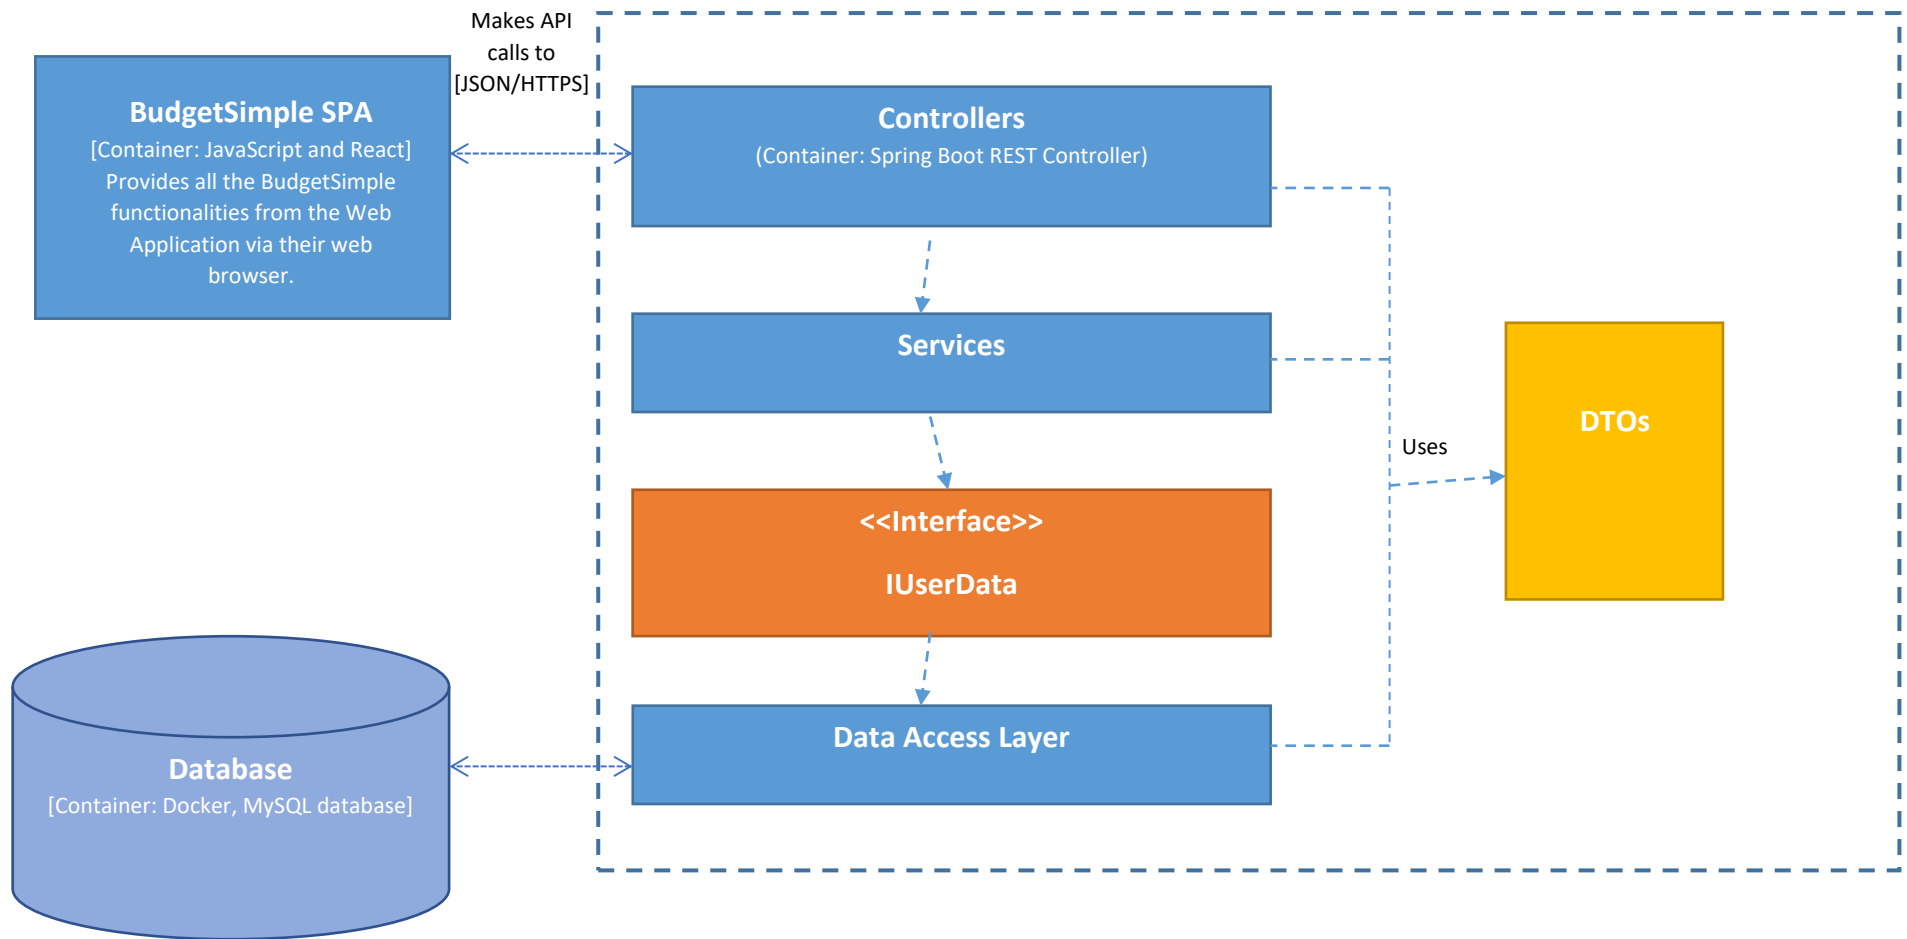 Makes API
calls to
[JSON/HTTPS]
BudgetSimple SPA
[Container: JavaScript and React]
Provides all the BudgetSimple
functionalities from the Web
Application via their web
browser.
Controllers
(Container: Spring Boot REST Controller)
Services
<<Interface>>
IUserData
Data Access Layer
Uses
DTOs
Database
[Container: Docker, MySQL database]